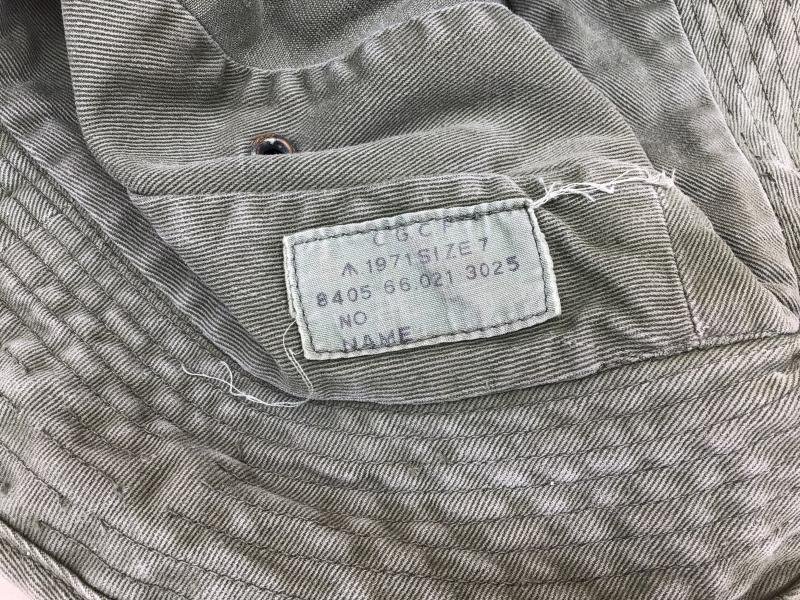 C G C F
↑ 1971 SIZE 7
8405 66.021 3025
NO
NAME